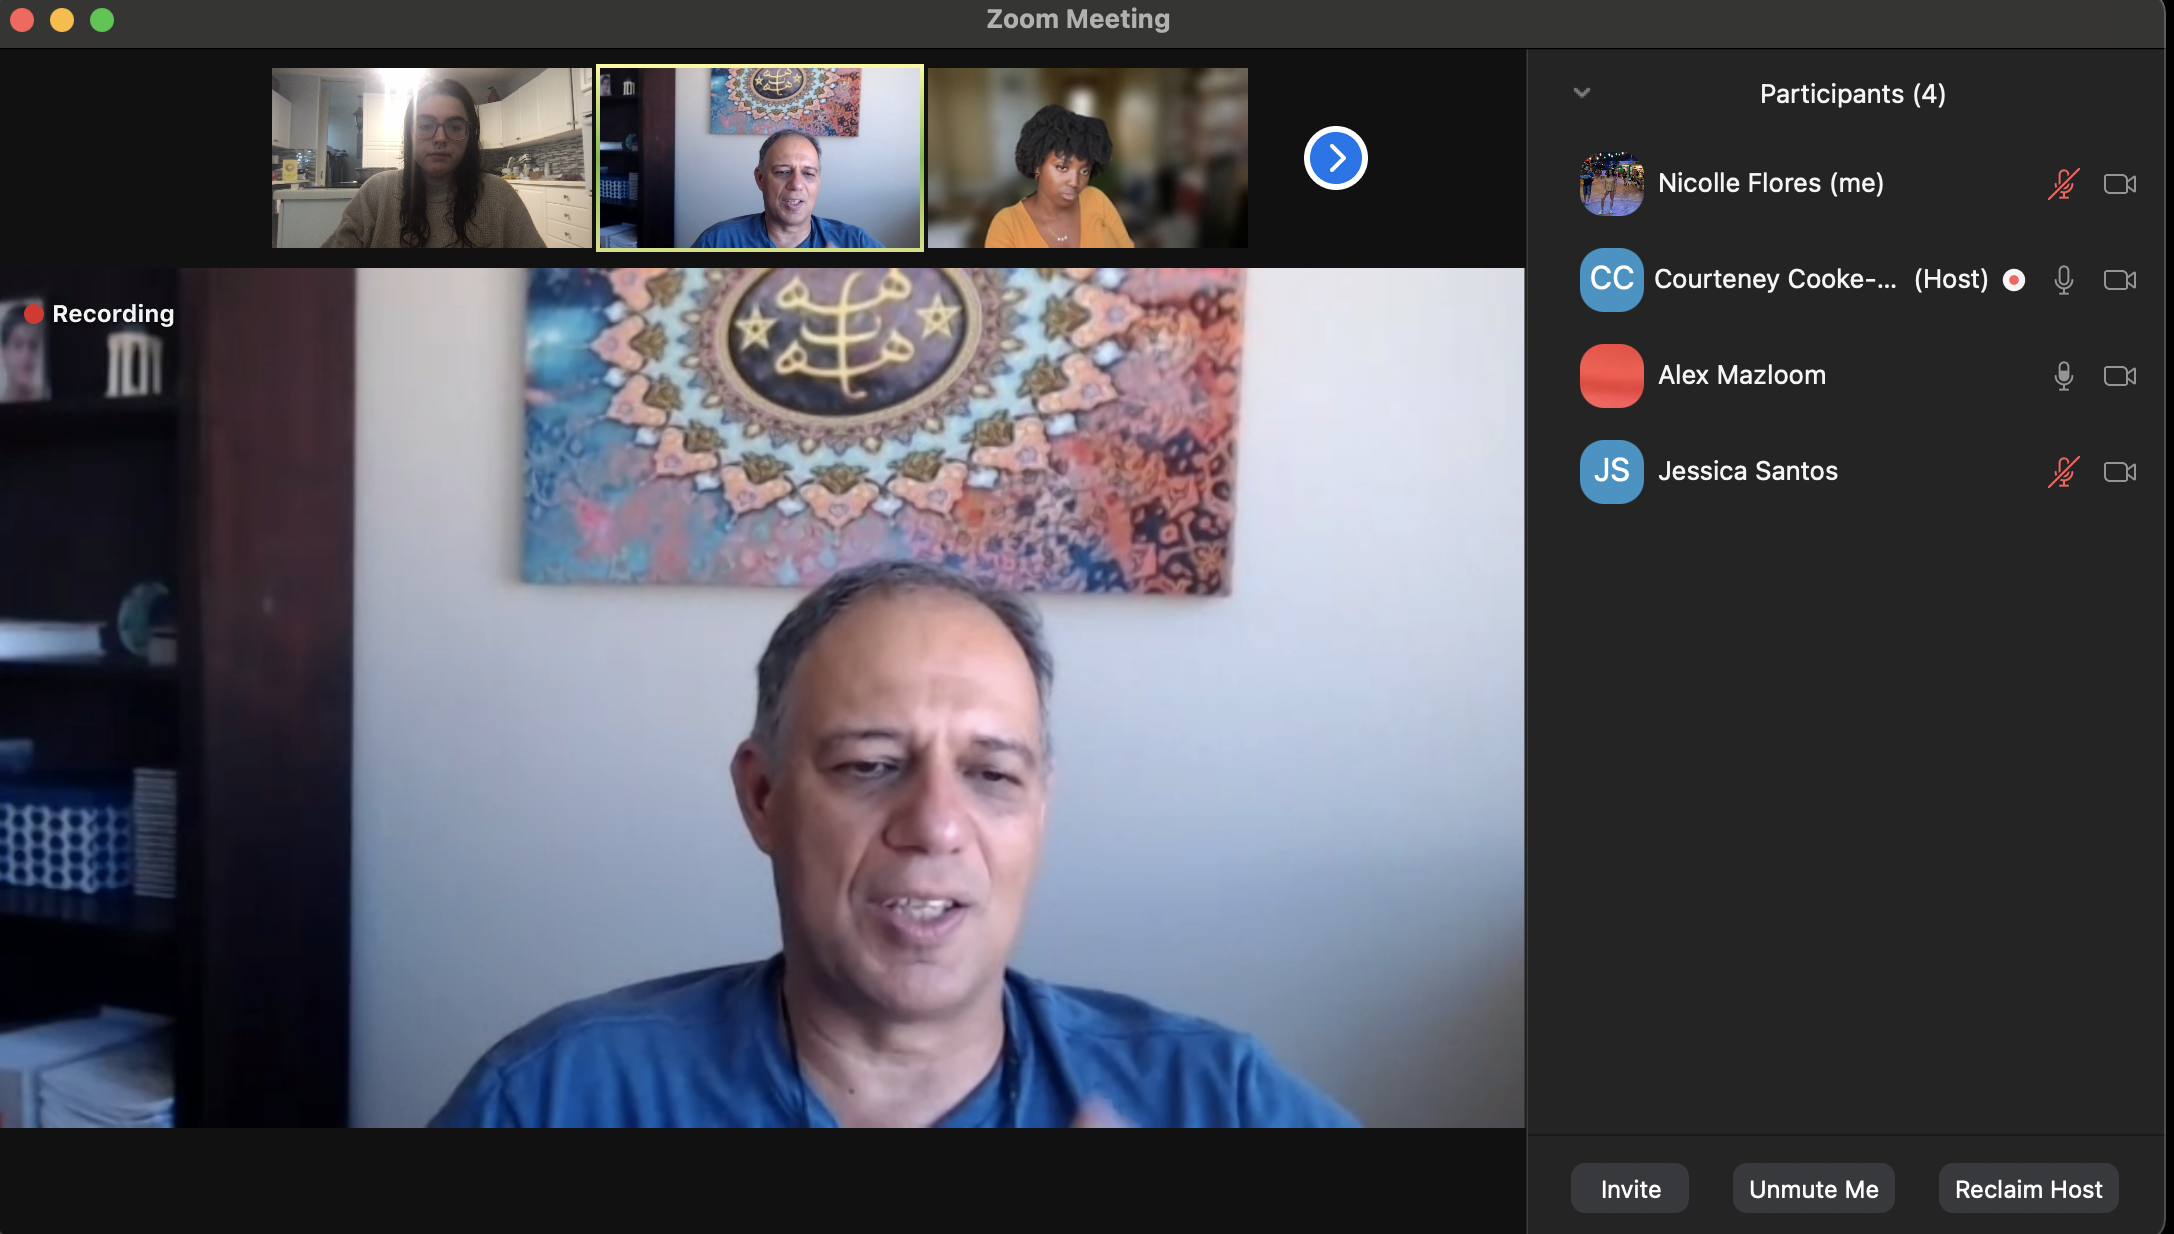 Zoom Meeting
Recording
Participants (4)
Nicolle Flores (me)
CC Courteney Cooke-... (Host)
Alex Mazloom
JS Jessica Santos
Invite Unmute Me Reclaim Host